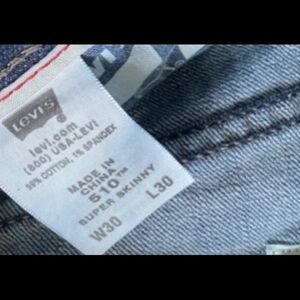 LEVI'S
levi.com
(800) USA-LEVI
99% COTTON, 1% SPANDEX
MADE IN
CHINA
510™
SUPER SKINNY
W30 L30